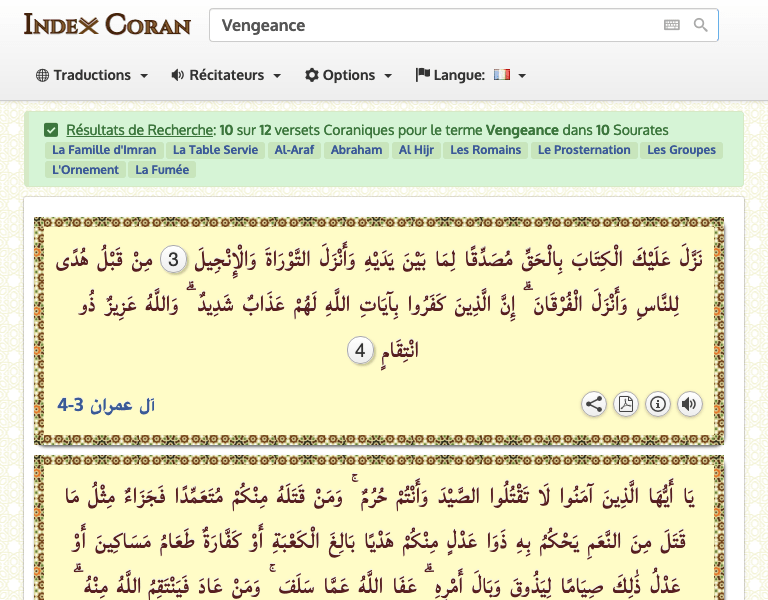 Index Coran
Vengeance
Traductions Récitateurs Options Langue:
Résultats de Recherche: 10 sur 12 versets Coraniques pour le terme Vengeance dans 10 Sourates
La Famille d'Imran La Table Servie Al-Araf Abraham Al Hijr Les Romains Le Prosternation Les Groupes
L'Ornement La Fumée
نَزَّلَ عَلَيْكَ الْكِتَابَ بِالْحَقِّ مُصَدِّقًا لِمَا بَيْنَ يَدَيْهِ وَأَنْزَلَ التَّوْرَاةَ وَالْإِنْجِيلَ 3 مِنْ قَبْلُ هُدًى
لِلنَّاسِ وَأَنْزَلَ الْفُرْقَانَ ۗ إِنَّ الَّذِينَ كَفَرُوا بِآيَاتِ اللَّهِ لَهُمْ عَذَابٌ شَدِيدٌ ۗ وَاللَّهُ عَزِيزٌ ذُو
انْتِقَامٍ 4
آل عمران 3-4
يَا أَيُّهَا الَّذِينَ آمَنُوا لَا تَقْتُلُوا الصَّيْدَ وَأَنْتُمْ حُرُمٌ ۚ وَمَنْ قَتَلَهُ مِنْكُمْ مُتَعَمِّدًا فَجَزَاءٌ مِثْلُ مَا
قَتَلَ مِنَ النَّعَمِ يَحْكُمُ بِهِ ذَوَا عَدْلٍ مِنْكُمْ هَدْيًا بَالِغَ الْكَعْبَةِ أَوْ كَفَّارَةٌ طَعَامُ مَسَاكِينَ أَوْ
عَدْلُ ذَٰلِكَ صِيَامًا لِيَذُوقَ وَبَالَ أَمْرِهِ ۗ عَفَا اللَّهُ عَمَّا سَلَفَ ۚ وَمَنْ عَادَ فَيَنْتَقِمُ اللَّهُ مِنْهُ ۗ